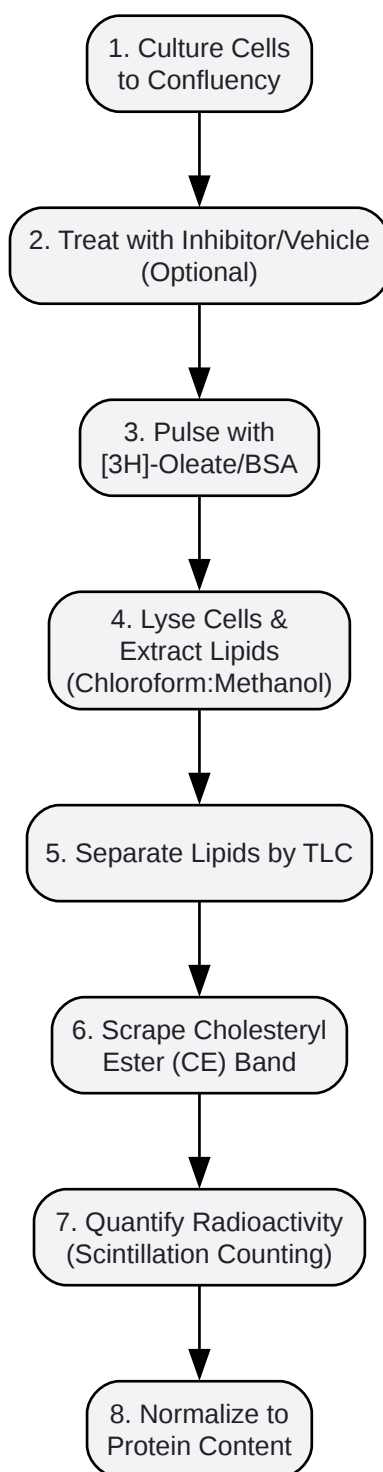 1. Culture Cells
to Confluency
2. Treat with Inhibitor/Vehicle
(Optional)
3. Pulse with
[3H]-Oleate/BSA
4. Lyse Cells &
Extract Lipids
(Chloroform:Methanol)
5. Separate Lipids by TLC
6. Scrape Cholesteryl
Ester (CE) Band
7. Quantify Radioactivity
(Scintillation Counting)
8. Normalize to
Protein Content